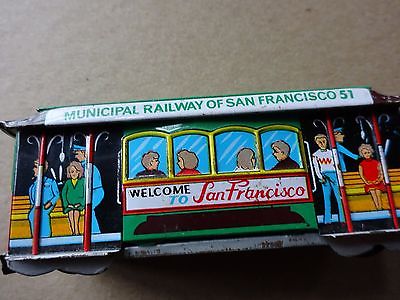 MUNICIPAL RAILWAY OF SAN FRANCISCO 51
WELCOME TO San Francisco